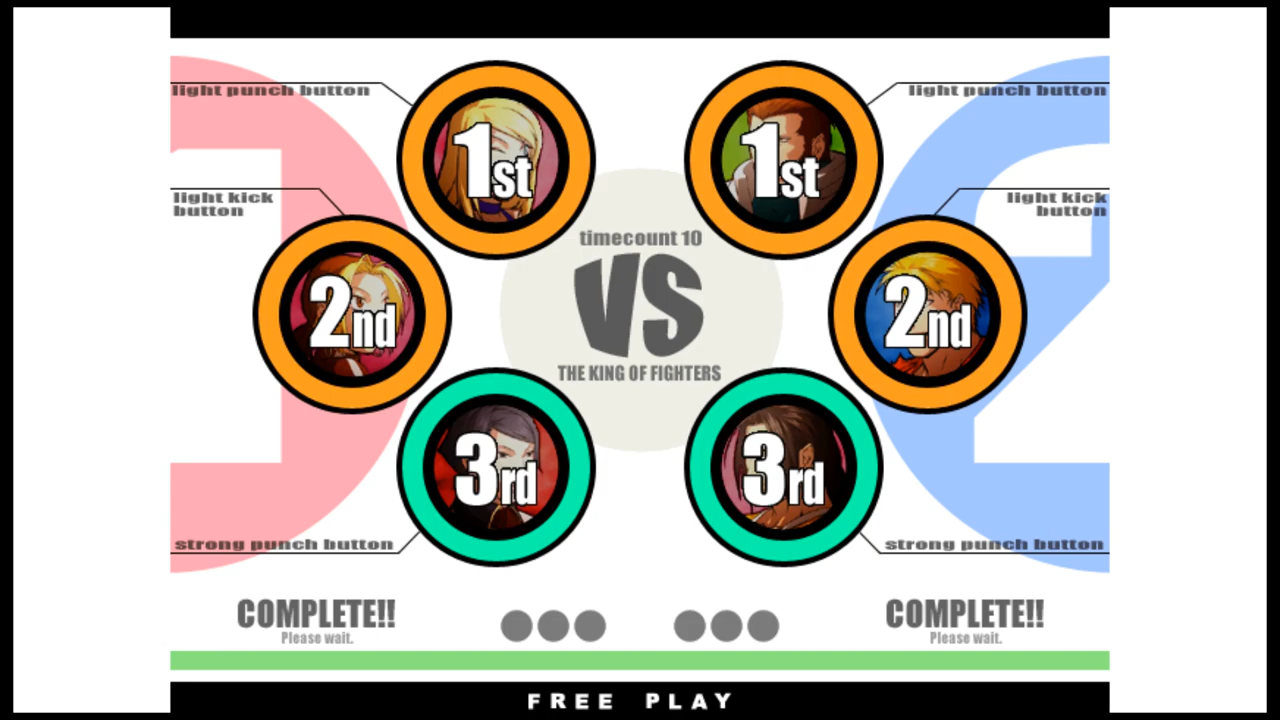 light punch button
light punch button
1st
1st
light kick
button
light kick
button
timecount 10
VS
2nd
2nd
THE KING OF FIGHTERS
3rd
3rd
strong punch button
strong punch button
COMPLETE!!
Please wait.
COMPLETE!!
Please wait.
FREE PLAY